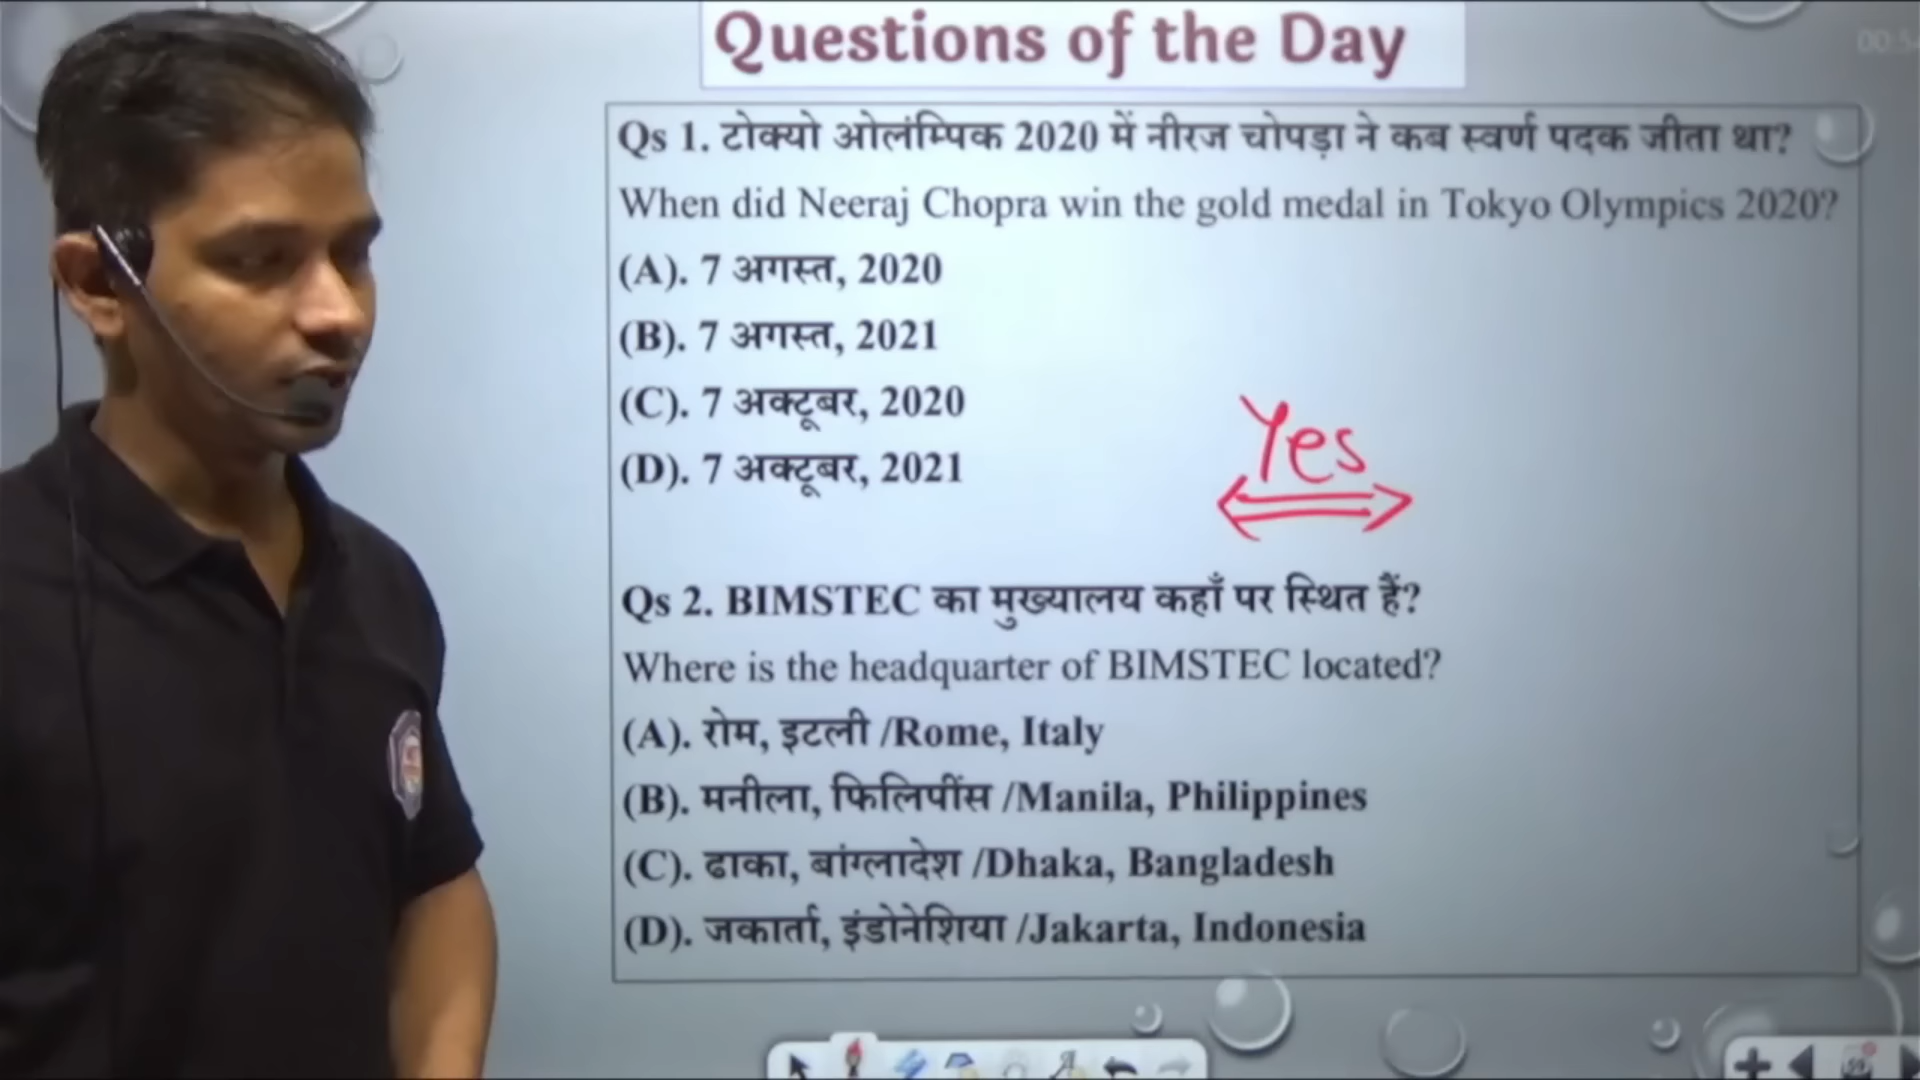 Questions of the Day
Qs 1. टोक्यो ओलंम्पिक 2020 में नीरज चोपड़ा ने कब स्वर्ण पदक जीता था?
When did Neeraj Chopra win the gold medal in Tokyo Olympics 2020?
(A). 7 अगस्त, 2020
(B). 7 अगस्त, 2021
(C). 7 अक्टूबर, 2020
(D). 7 अक्टूबर, 2021
Yes
Qs 2. BIMSTEC का मुख्यालय कहाँ पर स्थित हैं?
Where is the headquarter of BIMSTEC located?
(A). रोम, इटली /Rome, Italy
(B). मनीला, फिलिपींस /Manila, Philippines
(C). ढाका, बांग्लादेश /Dhaka, Bangladesh
(D). जकार्ता, इंडोनेशिया /Jakarta, Indonesia